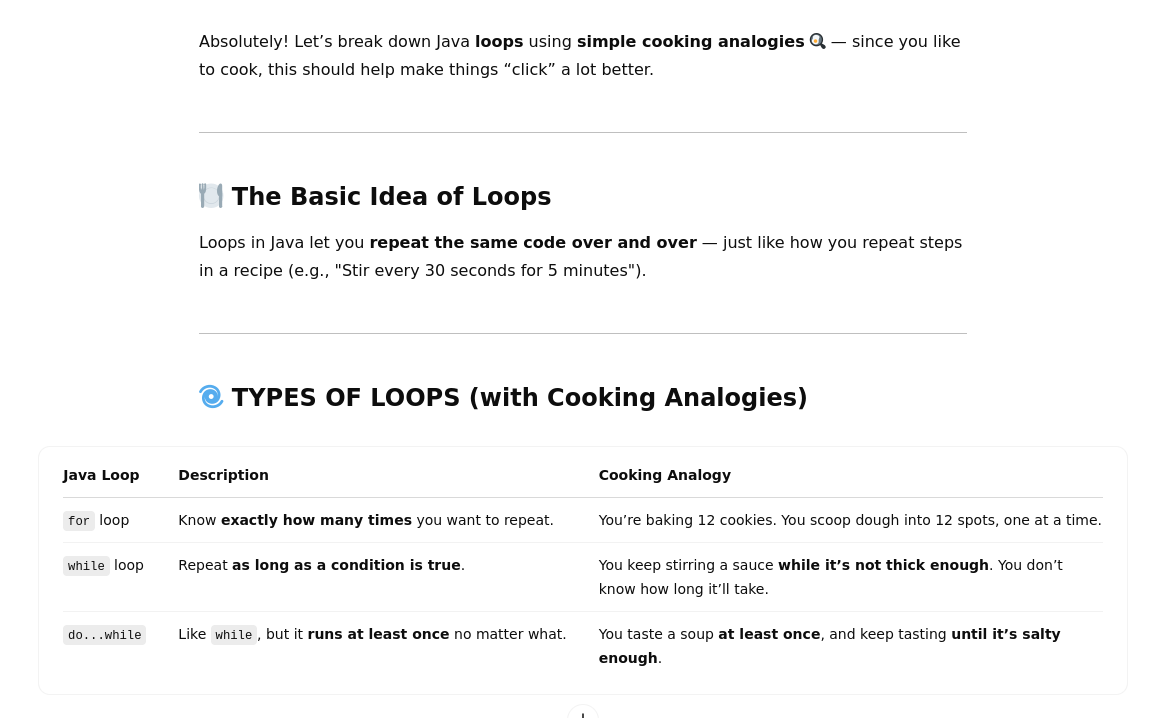 Absolutely! Let’s break down Java loops using simple cooking analogies 🍳 — since you like
to cook, this should help make things “click” a lot better.
🍽️ The Basic Idea of Loops
Loops in Java let you repeat the same code over and over — just like how you repeat steps
in a recipe (e.g., "Stir every 30 seconds for 5 minutes").
🌀 TYPES OF LOOPS (with Cooking Analogies)
Java Loop Description Cooking Analogy
for loop Know exactly how many times you want to repeat. You’re baking 12 cookies. You scoop dough into 12 spots, one at a time.
while loop Repeat as long as a condition is true. You keep stirring a sauce while it’s not thick enough. You don’t
know how long it’ll take.
do...while Like while, but it runs at least once no matter what. You taste a soup at least once, and keep tasting until it’s salty
enough.